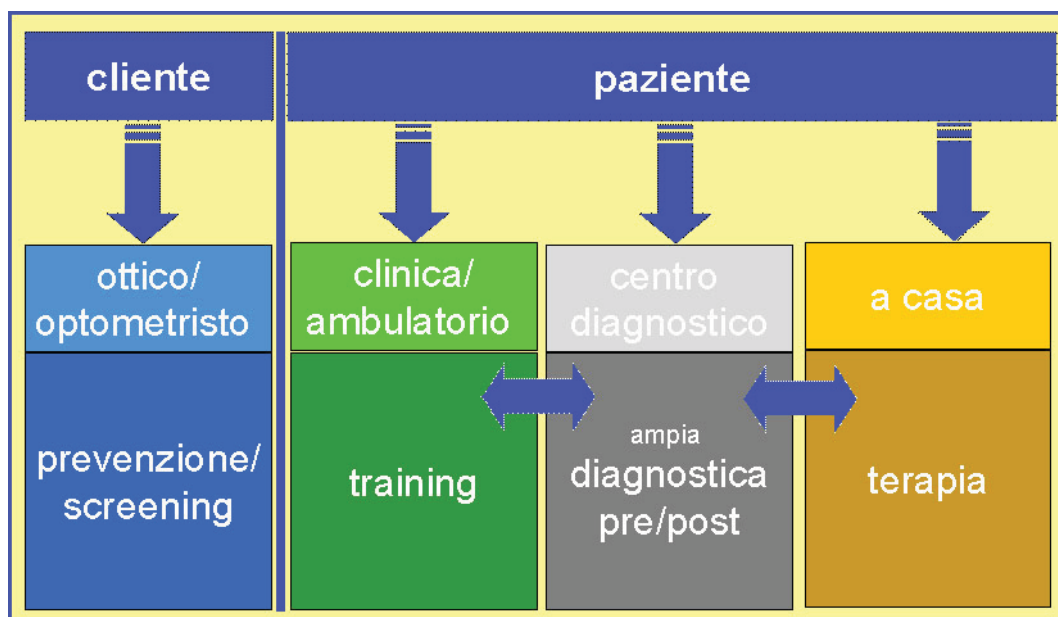 cliente
paziente
ottico/
optometristo
clinica/
ambulatorio
centro
diagnostico
a casa
prevenzione/
screening
training
ampia
diagnostica
pre/post
terapia